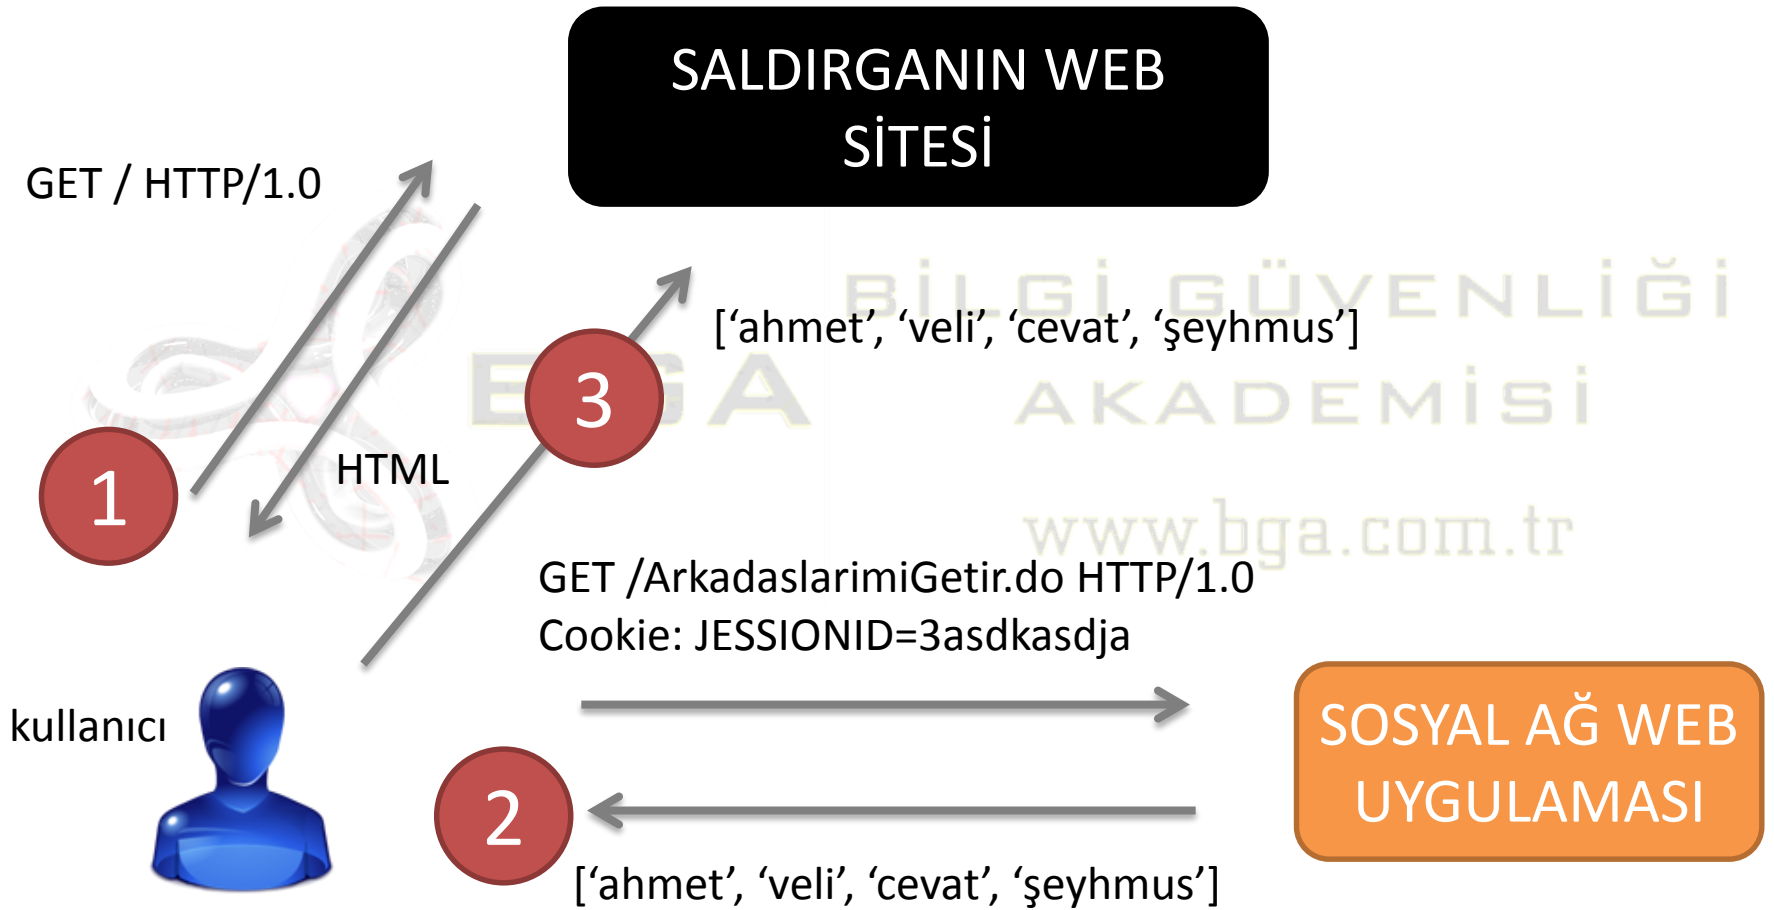 SALDIRGANIN WEB
SİTESİ
GET / HTTP/1.0
BİLGİ GÜVENLİĞİ
[‘ahmet’, ‘veli’, ‘cevat’, ‘şeyhmus’]
3
BGA
AKADEMİSİ
1
HTML
www.bga.com.tr
GET /ArkadaslarimiGetir.do HTTP/1.0
Cookie: JESSIONID=3asdkasdja
kullanıcı
SOSYAL AĞ WEB
UYGULAMASI
2
[‘ahmet’, ‘veli’, ‘cevat’, ‘şeyhmus’]